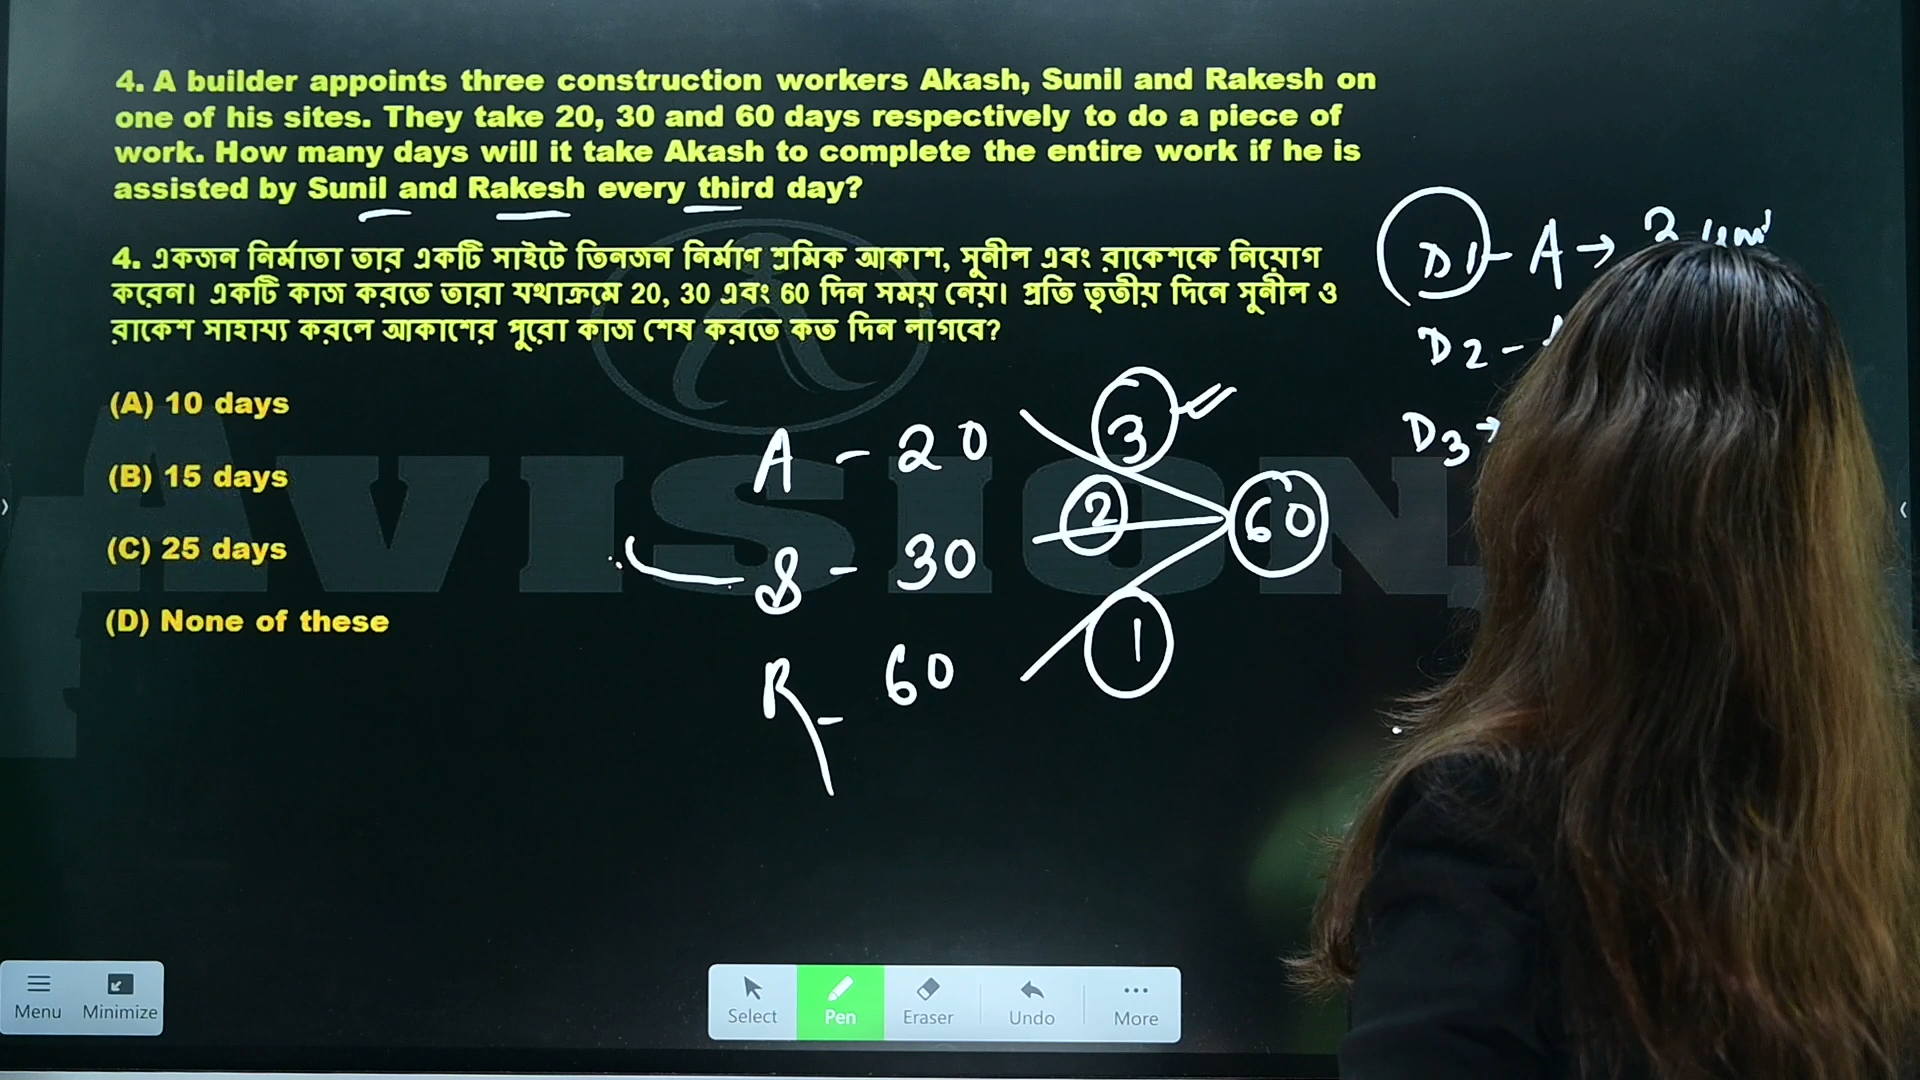 4. A builder appoints three construction workers Akash, Sunil and Rakesh on
one of his sites. They take 20, 30 and 60 days respectively to do a piece of
work. How many days will it take Akash to complete the entire work if he is
assisted by Sunil and Rakesh every third day?
4. একজন নির্মাতা তার একটি সাইটে তিনজন নির্মাণ শ্রমিক আকাশ, সুনীল এবং রাকেশকে নিয়োগ
করেন। একটি কাজ করতে তারা যথাক্রমে 20, 30 এবং 60 দিন সময় নেয়। প্রতি তৃতীয় দিনে সুনীল ও
রাকেশ সাহায্য করলে আকাশের পুরো কাজ শেষ করতে কত দিন লাগবে?
(A) 10 days
(B) 15 days
(C) 25 days
(D) None of these
A - 20 3
S - 30 2 60
R - 60 1
D1 - A → 3
D2 -
D3 →
AVISION
Menu Minimize
Select Pen Eraser Undo More